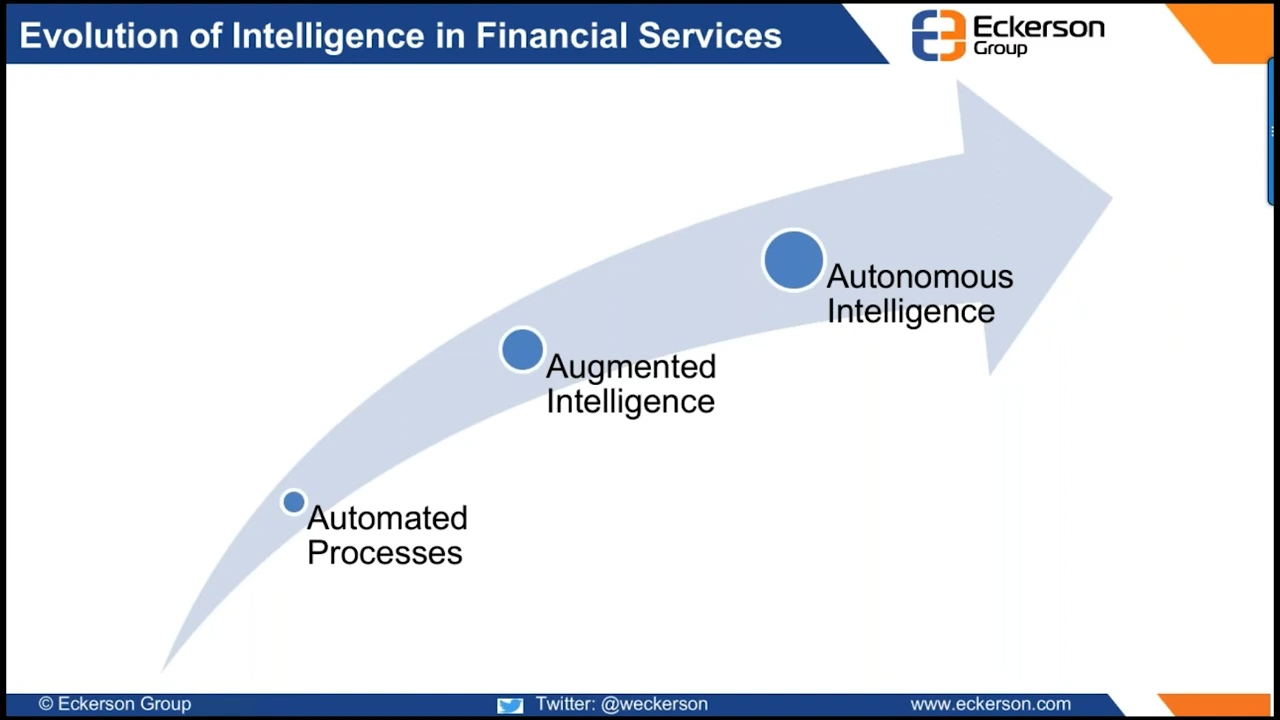 Evolution of Intelligence in Financial Services
Eckerson
Group
Autonomous
Intelligence
Augmented
Intelligence
Automated
Processes
© Eckerson Group
Twitter: @weckerson
www.eckerson.com